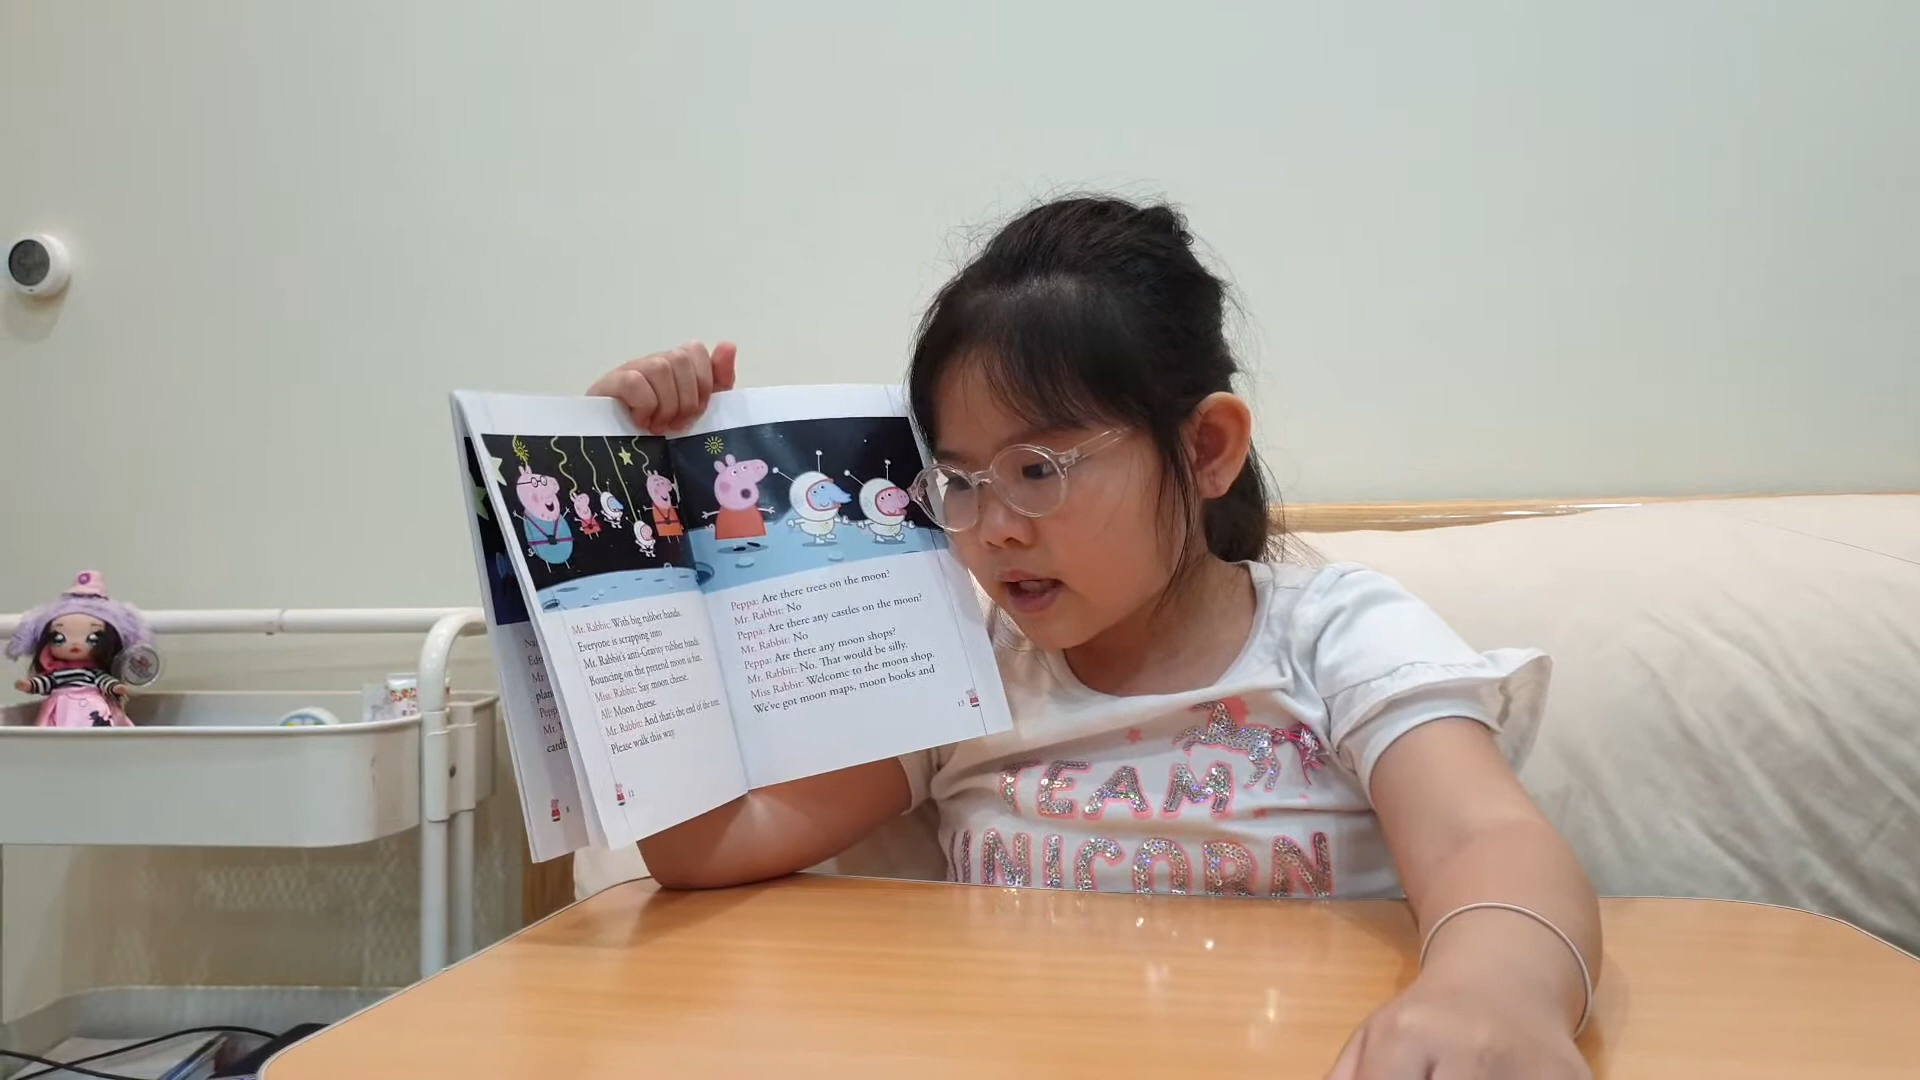 Mr
plan
Mr.
8
Mr. Rabbit: With big rubber bands.
Everyone is scrapping into
Mr. Rabbit's anti-Gravity rubber bands.
Bouncing on the pretend moon is fun.
Miss. Rabbit: Say moon cheese.
All: Moon cheese.
Mr. Rabbit: And that's the end of the tour.
Please walk this way.
12
Peppa: Are there trees on the moon?
Mr. Rabbit: No
Peppa: Are there any castles on the moon?
Mr. Rabbit: No
Peppa: Are there any moon shops?
Mr. Rabbit: No. That would be silly.
Miss Rabbit: Welcome to the moon shop.
We've got moon maps, moon books and
TEAM
UNICORN